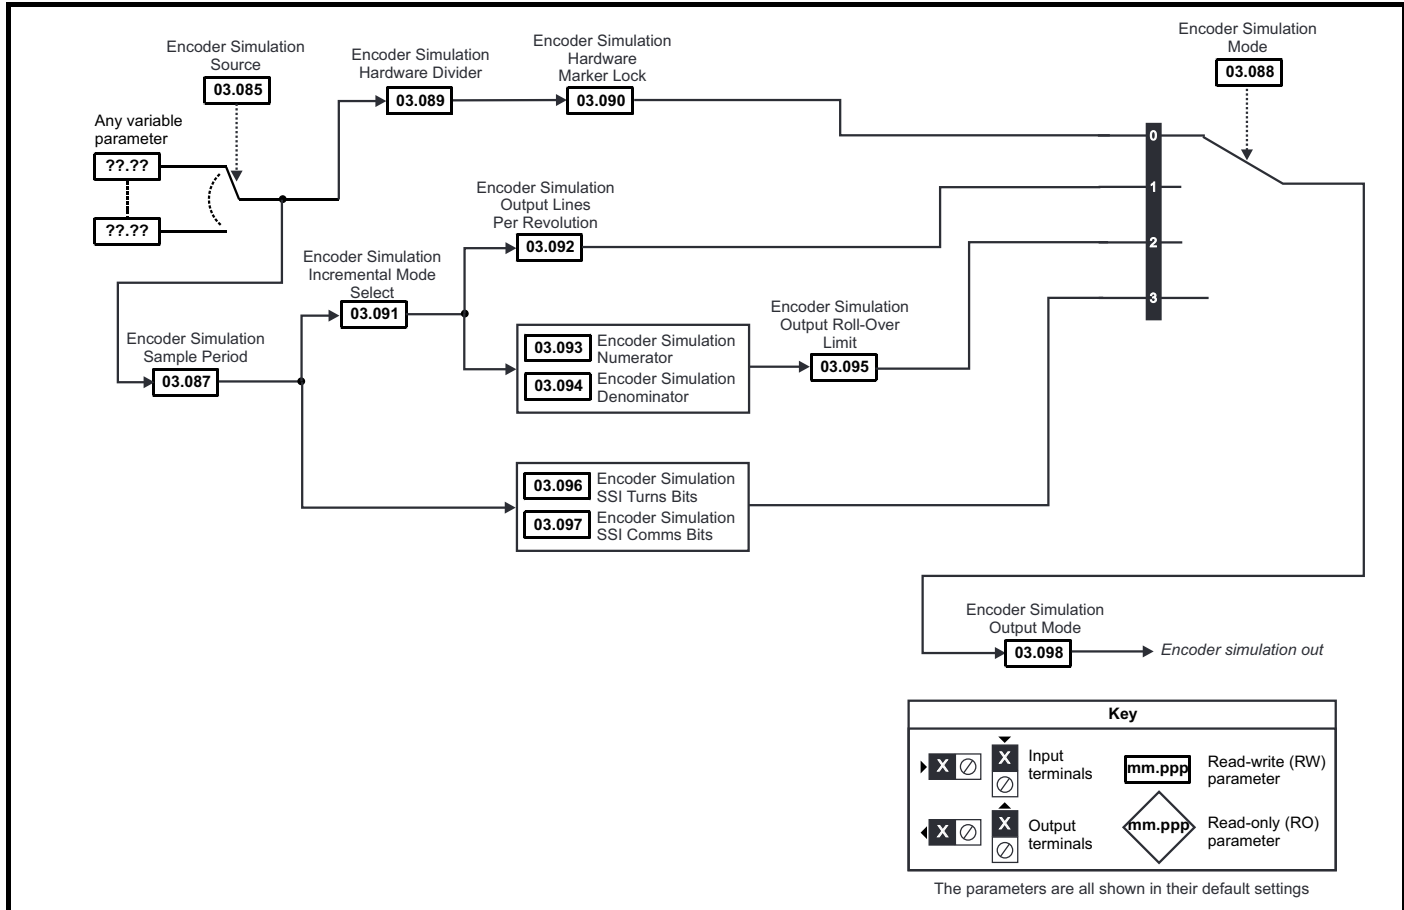 Encoder Simulation
Source
03.085
Any variable
parameter
??.??
??.??
Encoder Simulation
Hardware Divider
03.089
Encoder Simulation
Hardware
Marker Lock
03.090
Encoder Simulation
Mode
03.088
0
1
2
3
Encoder Simulation
Output Lines
Per Revolution
03.092
Encoder Simulation
Incremental Mode
Select
03.091
Encoder Simulation
Sample Period
03.087
03.093
Encoder Simulation
Numerator
03.094
Encoder Simulation
Denominator
Encoder Simulation
Output Roll-Over
Limit
03.095
03.096
Encoder Simulation
SSI Turns Bits
03.097
Encoder Simulation
SSI Comms Bits
Encoder Simulation
Output Mode
03.098
Encoder simulation out
Key
X
X
Input
terminals
mm.ppp
Read-write (RW)
parameter
X
X
Output
terminals
mm.ppp
Read-only (RO)
parameter
The parameters are all shown in their default settings